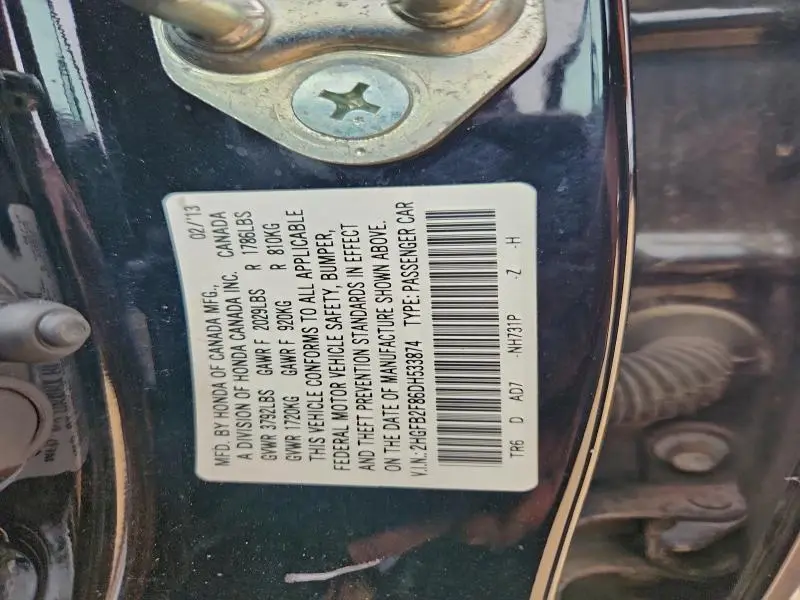 MFD. BY HONDA OF CANADA MFG., 02/'13
A DIVISION OF HONDA CANADA INC. CANADA
GVWR 3792LBS GAWR F 2029LBS R 1786LBS
GVWR 1720KG GAWR F 920KG R 810KG
THIS VEHICLE CONFORMS TO ALL APPLICABLE
FEDERAL MOTOR VEHICLE SAFETY, BUMPER,
AND THEFT PREVENTION STANDARDS IN EFFECT
ON THE DATE OF MANUFACTURE SHOWN ABOVE.
V.I.N.:2HGFB2F86DH533874 TYPE:PASSENGER CAR
TR6 D AD7 -NH731P -Z -H